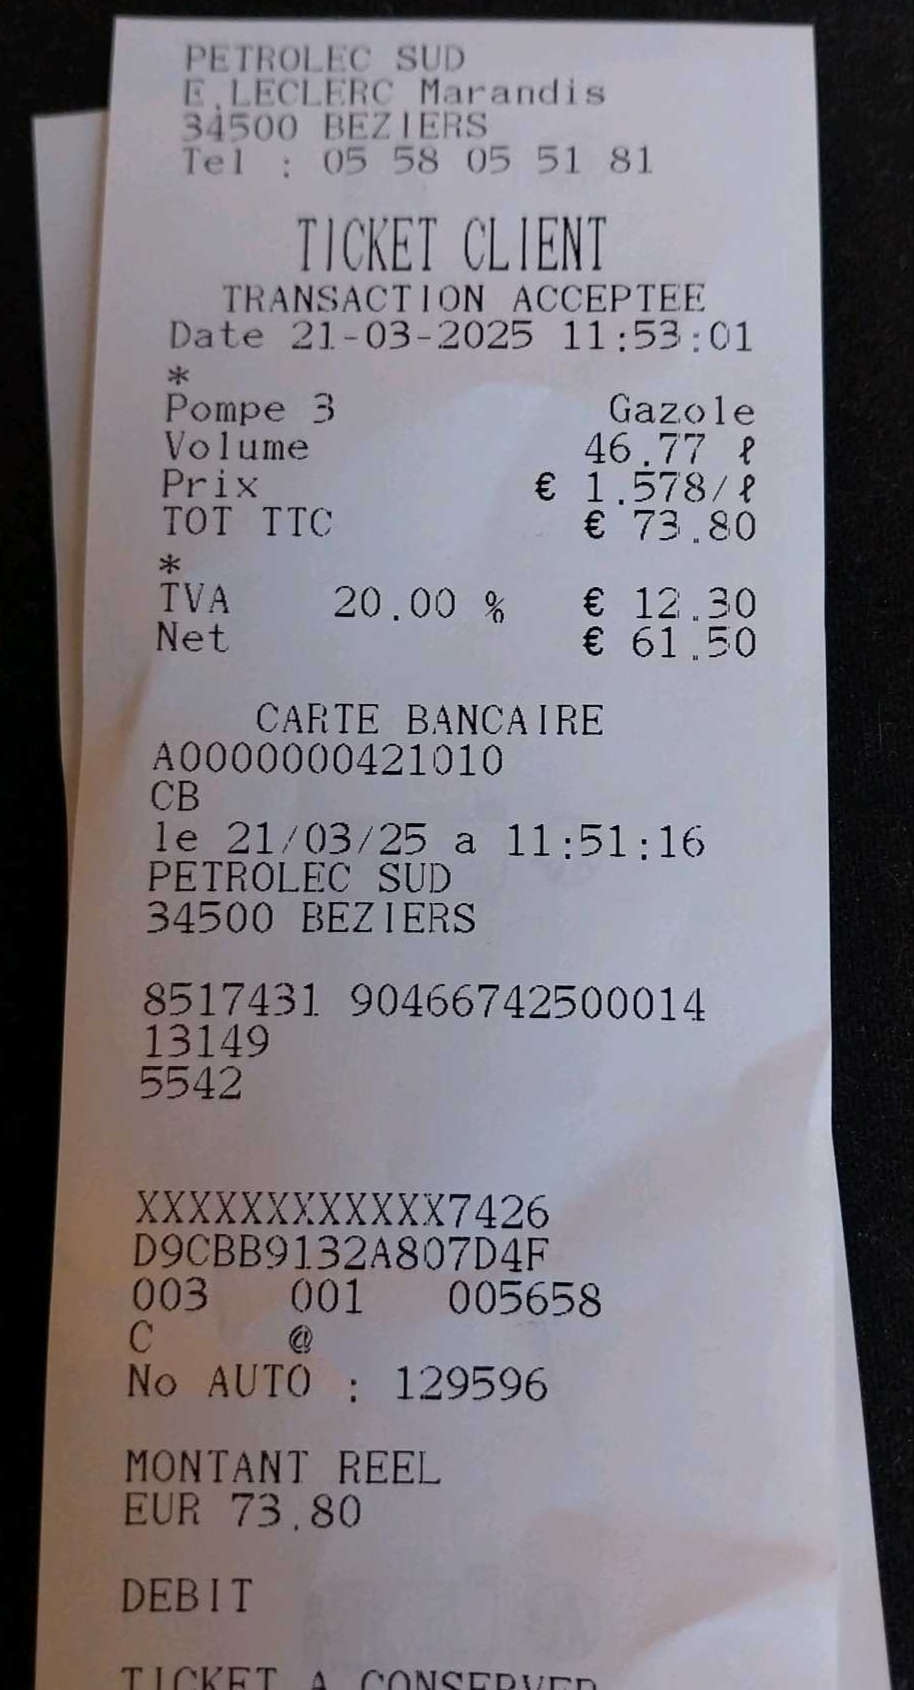 PETROLEC SUD
E.LECLERC Marandis
34500 BEZIERS
Tel : 05 58 05 51 81
TICKET CLIENT
TRANSACTION ACCEPTEE
Date 21-03-2025 11:53:01
*
Pompe 3 Gazole
Volume 46.77 ℓ
Prix € 1.578/ℓ
TOT TTC € 73.80
*
TVA 20.00 % € 12.30
Net € 61.50
CARTE BANCAIRE
A0000000421010
CB
le 21/03/25 a 11:51:16
PETROLEC SUD
34500 BEZIERS
8517431 90466742500014
13149
5542
XXXXXXXXXXXX7426
D9CBB9132A807D4F
003 001 005658
C @
No AUTO : 129596
MONTANT REEL
EUR 73.80
DEBIT
TICKET A CONSERVER